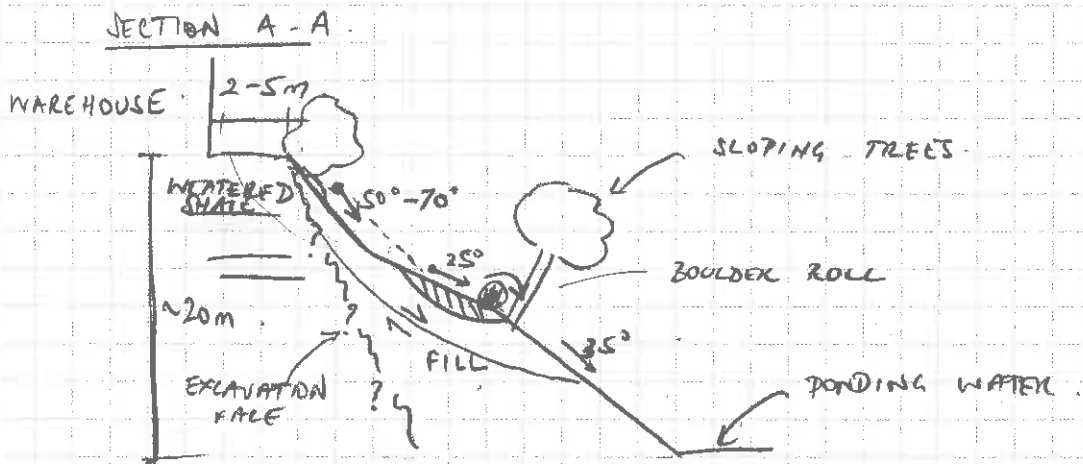 SECTION A-A.
2-5m
WAREHOUSE
SLOPING TREES.
WEATERED
SHALE
50°-70°
25°
BOULDER ROLL
~20m.
?
?
?
?
35°
FILL
EXCAVATION
FACE
PONDING WATER.